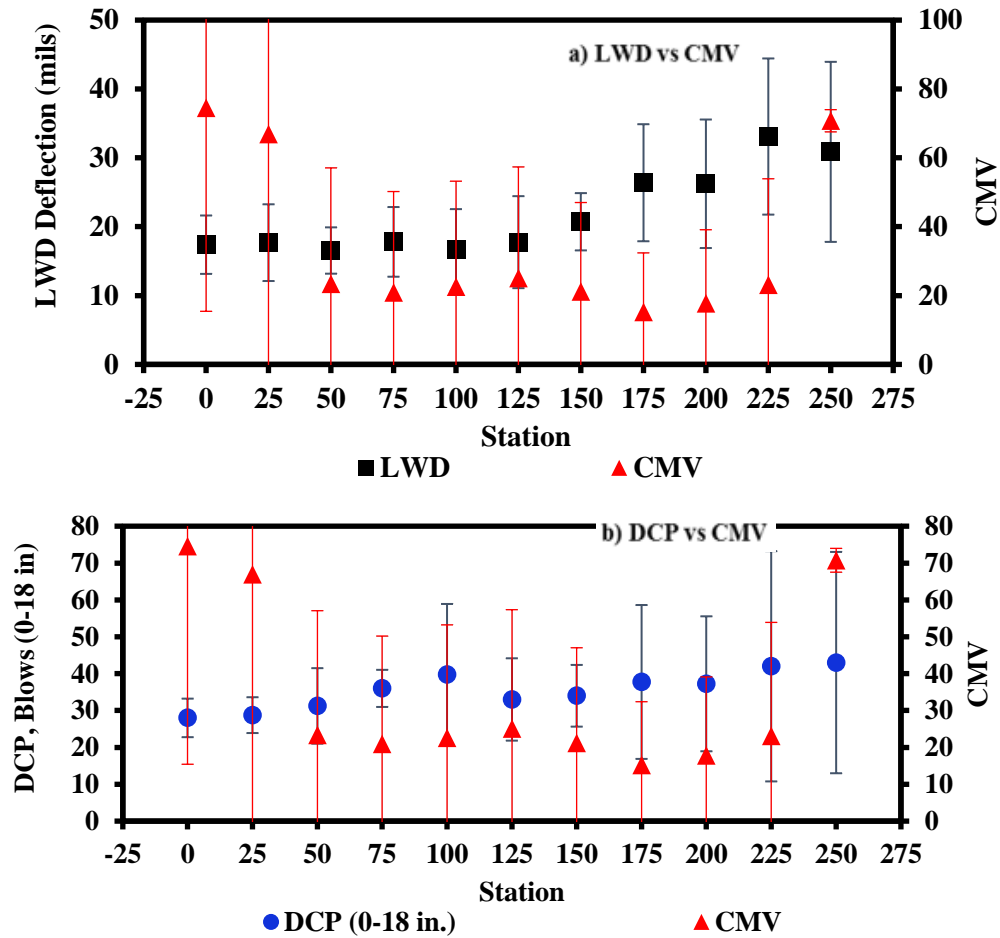 a) LWD vs CMV
LWD Deflection (mils)
50
40
30
20
10
0
100
80
60
40
20
0
CMV
-25 0 25 50 75 100 125 150 175 200 225 250 275
Station
LWD CMV
b) DCP vs CMV
DCP, Blows (0-18 in)
80
70
60
50
40
30
20
10
0
80
70
60
50
40
30
20
10
0
CMV
-25 0 25 50 75 100 125 150 175 200 225 250 275
Station
DCP (0-18 in.) CMV